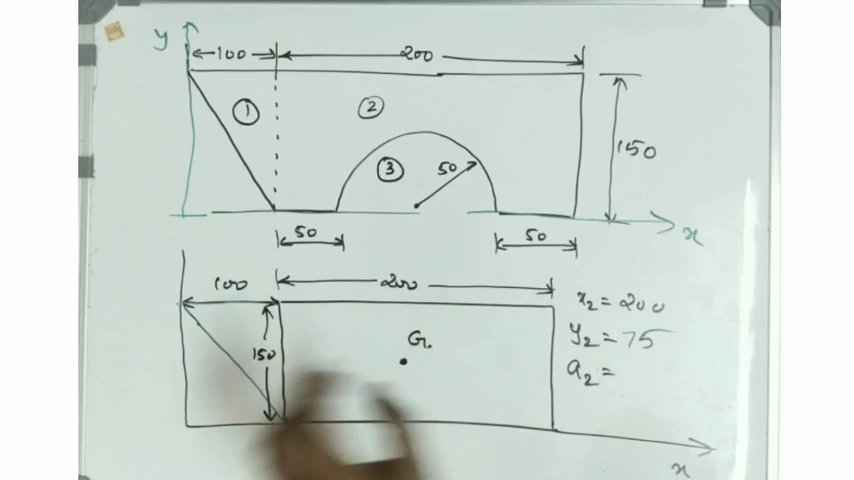 y
100 200
1 2
150
3 50
x
50 50
100 200
x2 = 200
G.
y2 = 75
150
a2 =
x